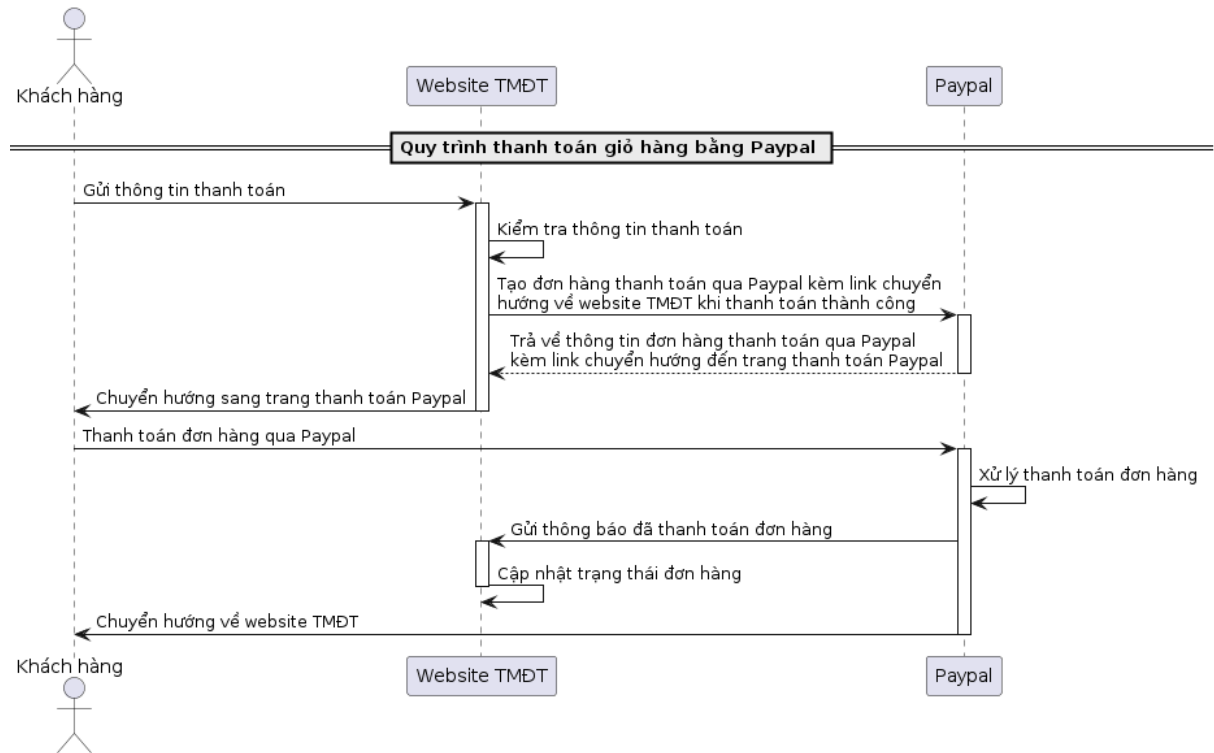 Khách hàng
Website TMĐT
Paypal
Quy trình thanh toán giỏ hàng bằng Paypal
Gửi thông tin thanh toán
Kiểm tra thông tin thanh toán
Tạo đơn hàng thanh toán qua Paypal kèm link chuyển
hướng về website TMĐT khi thanh toán thành công
Trả về thông tin đơn hàng thanh toán qua Paypal
kèm link chuyển hướng đến trang thanh toán Paypal
Chuyển hướng sang trang thanh toán Paypal
Thanh toán đơn hàng qua Paypal
Xử lý thanh toán đơn hàng
Gửi thông báo đã thanh toán đơn hàng
Cập nhật trạng thái đơn hàng
Chuyển hướng về website TMĐT
Khách hàng
Website TMĐT
Paypal